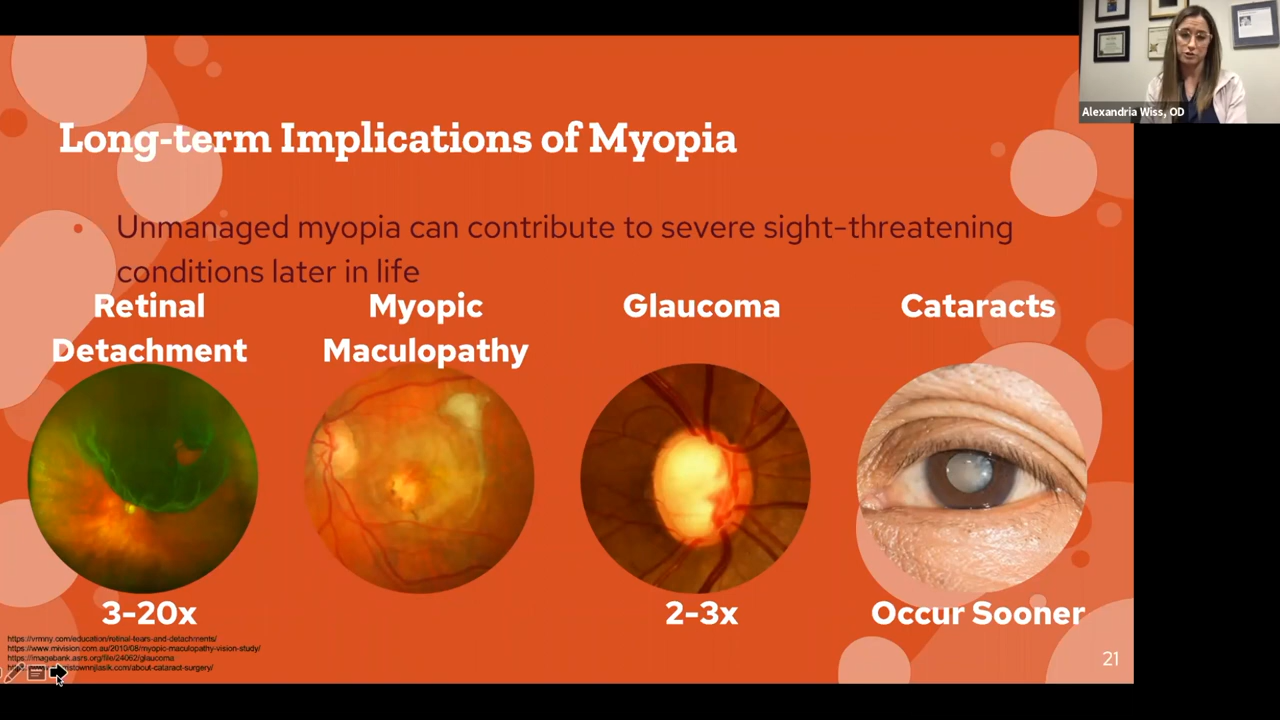 Alexandria Wiss, OD
Long-term Implications of Myopia
Unmanaged myopia can contribute to severe sight-threatening
conditions later in life
Retinal
Detachment
Myopic
Maculopathy
Glaucoma
Cataracts
3-20x
2-3x
Occur Sooner
https://vrmny.com/education/retinal-tears-and-detachments/
https://www.mivision.com.au/2010/08/myopic-maculopathy-vision-study/
https://imagebank.asrs.org/file/24062/glaucoma
ristownnjlasik.com/about-cataract-surgery/
21